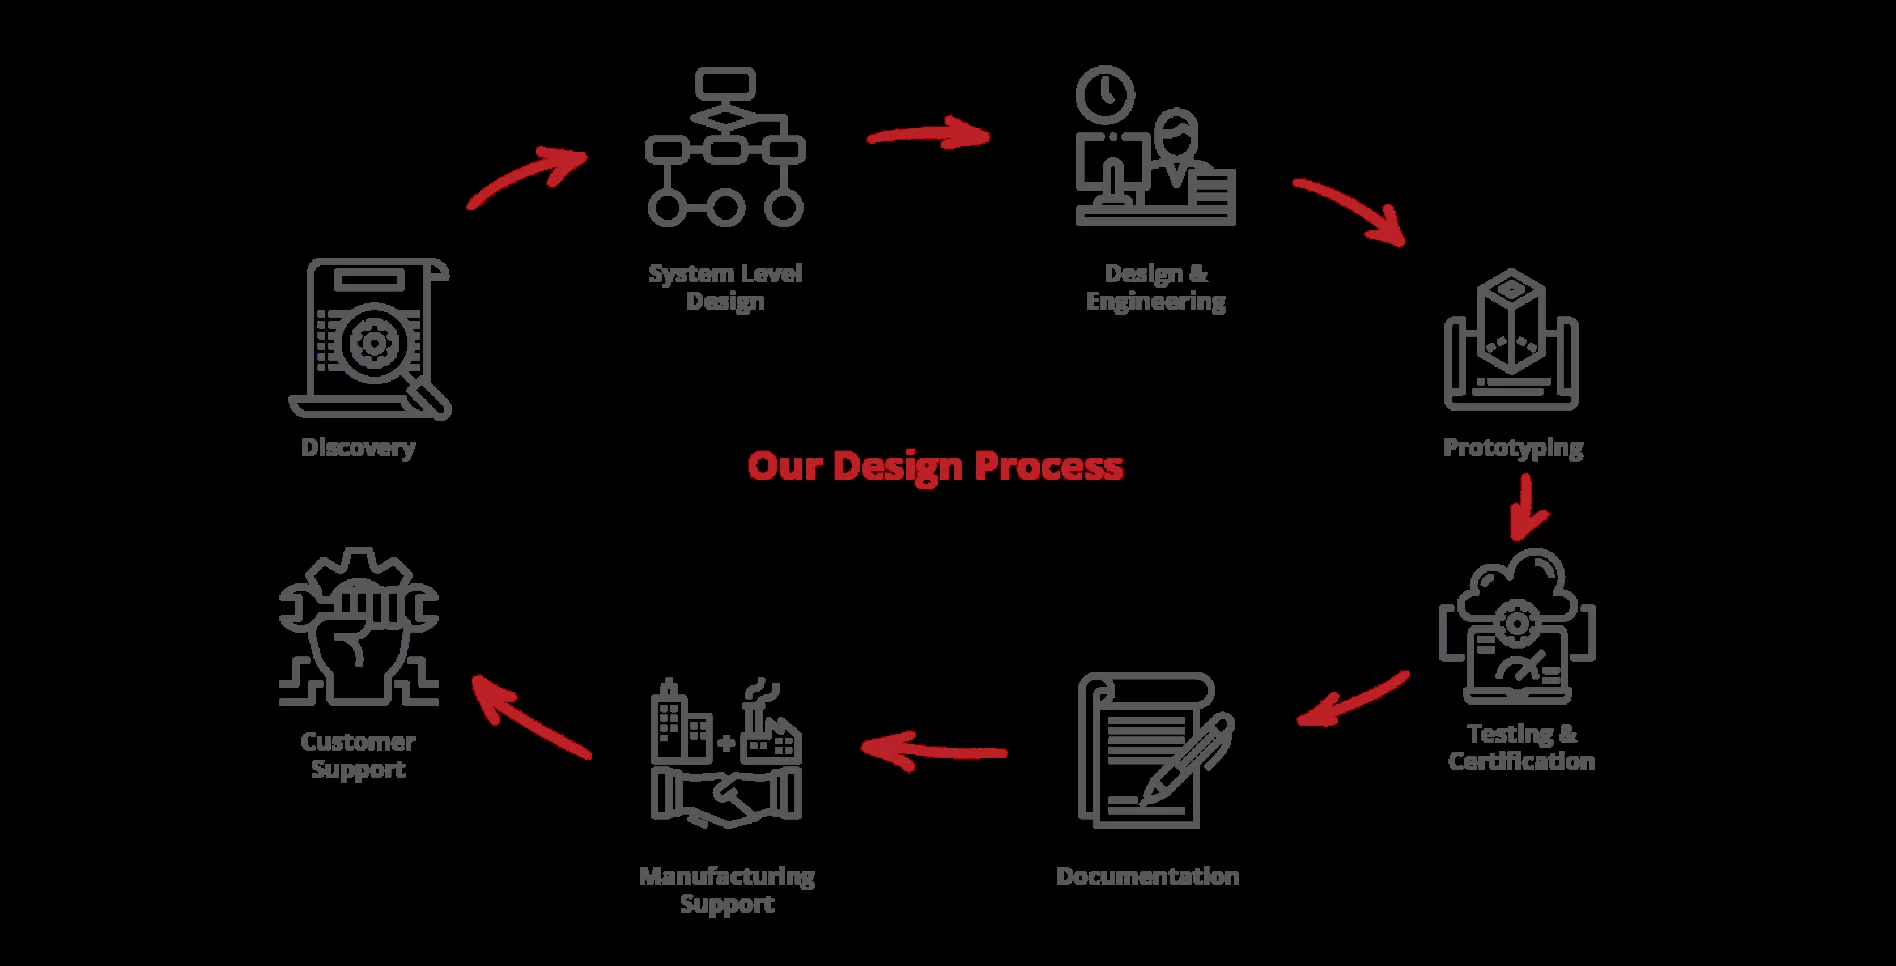 System Level
Design
Design &
Engineering
Discovery
Prototyping
Our Design Process
Customer
Support
Testing &
Certification
Manufacturing
Support
Documentation